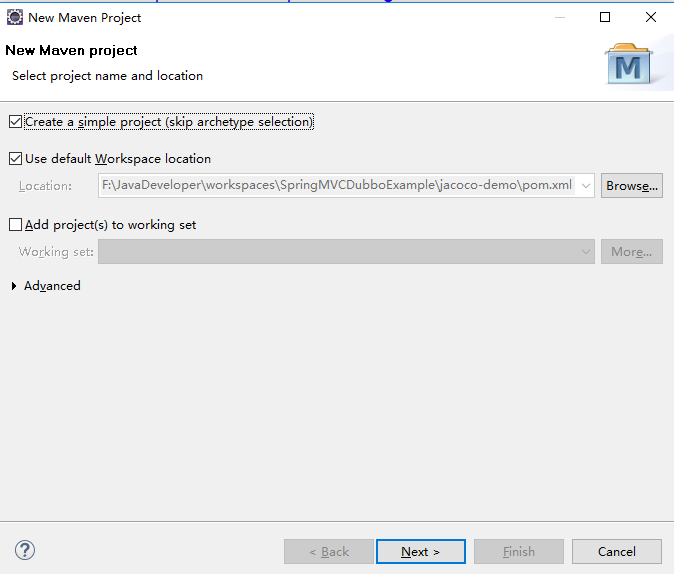 New Maven Project
New Maven project
Select project name and location
M
Create a simple project (skip archetype selection)
Use default Workspace location
Location: F:\JavaDeveloper\workspaces\SpringMVCDubboExample\jacoco-demo\pom.xml Browse...
Add project(s) to working set
Working set: More...
Advanced
? < Back Next > Finish Cancel